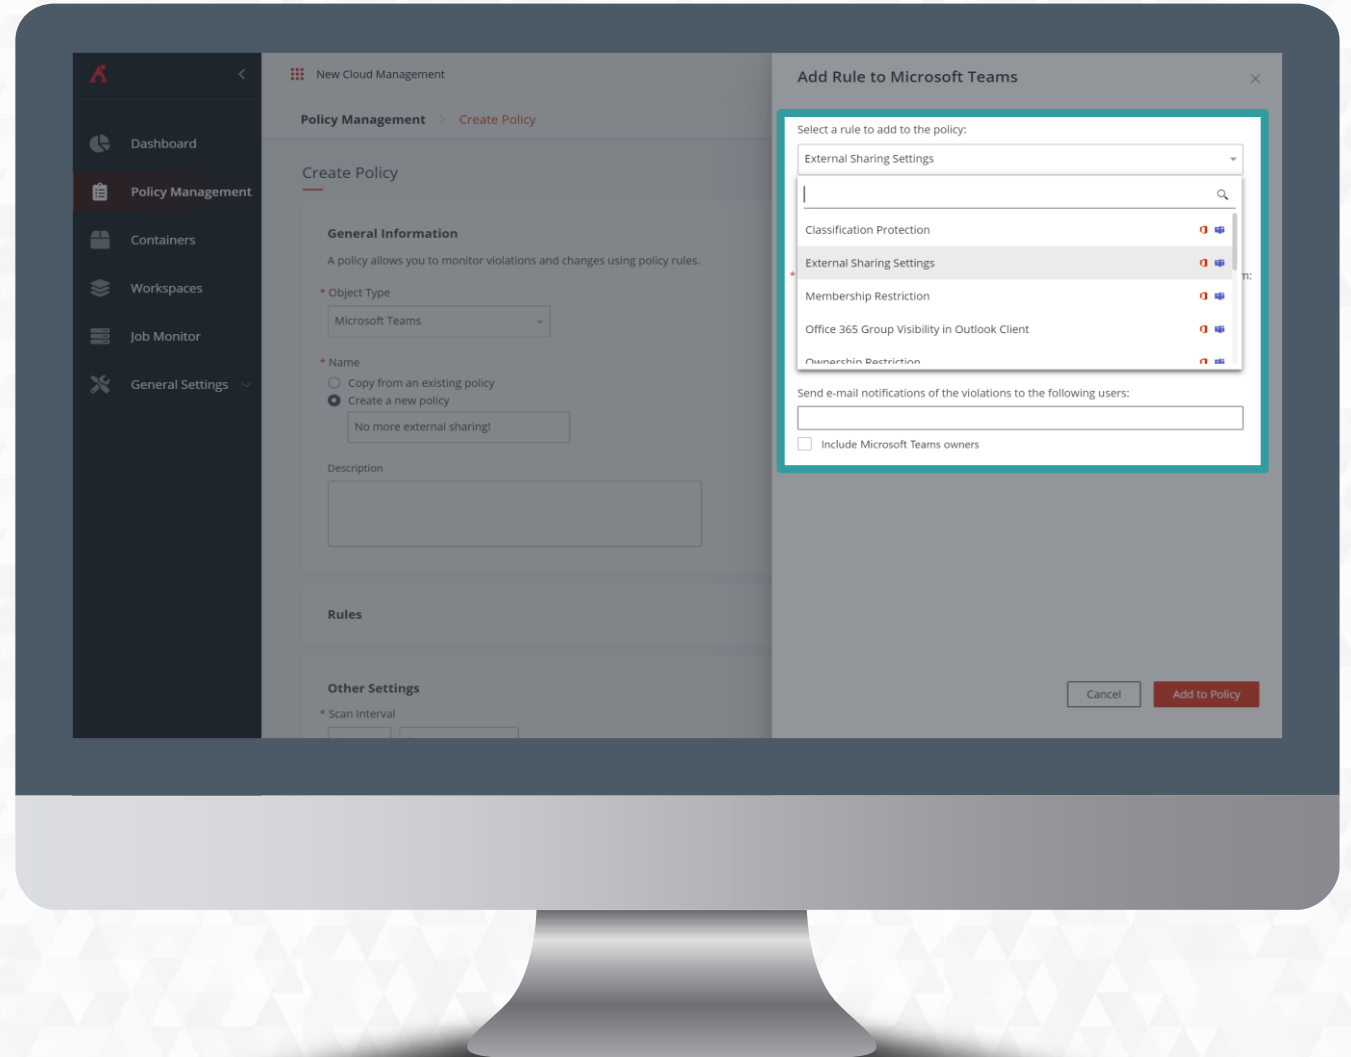 New Cloud Management
Policy Management
Create Policy
Dashboard
Policy Management
Containers
Workspaces
Job Monitor
General Settings
Create Policy
General Information
A policy allows you to monitor violations and changes using policy rules.
* Object Type
Microsoft Teams
* Name
Copy from an existing policy
Create a new policy
No more external sharing!
Description
Rules
Other Settings
* Scan Interval
Add Rule to Microsoft Teams
Select a rule to add to the policy:
External Sharing Settings
Classification Protection
External Sharing Settings
*
Membership Restriction
Office 365 Group Visibility in Outlook Client
Ownership Restriction
Send e-mail notifications of the violations to the following users:
Include Microsoft Teams owners
Cancel
Add to Policy